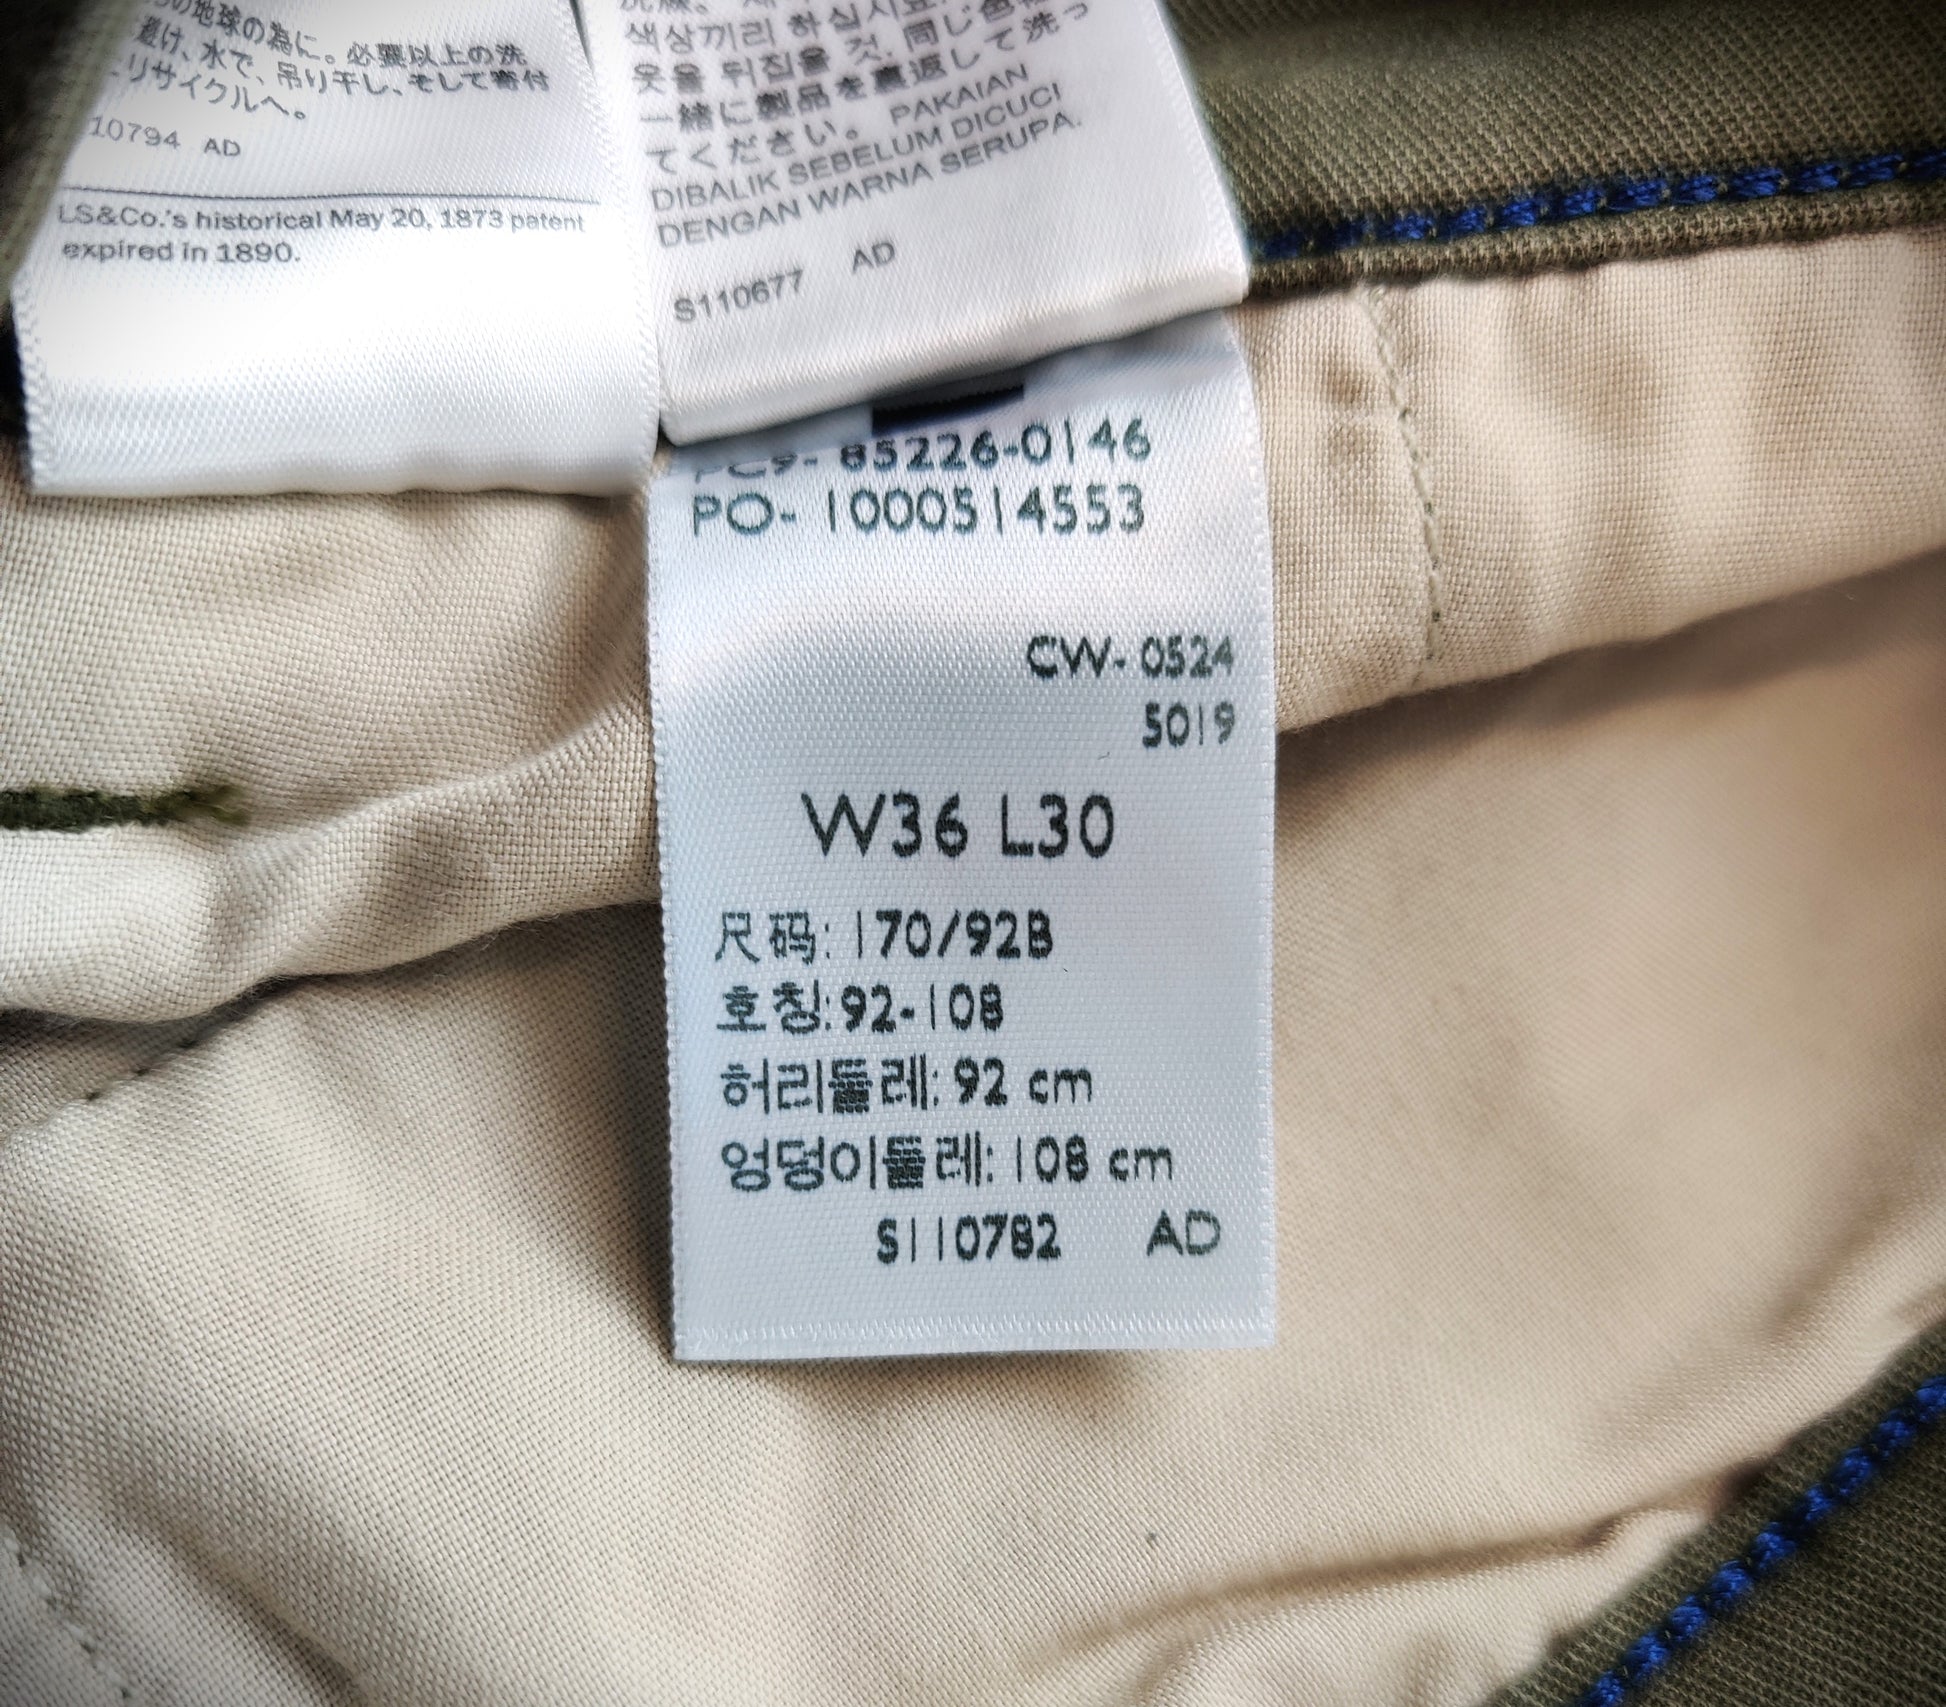 の地球の為に。必要以上の洗
避け、水で、吊り干し、そして寄付
リサイクルへ。
10794 AD
LS&Co.'s historical May 20, 1873 patent
expired in 1890.
색상끼리 하십시오.
옷을 뒤집을 것. 同じ色
一緒に製品を裏返して洗っ
てください。 PAKAIAN
DIBALIK SEBELUM DICUCI
DENGAN WARNA SERUPA.
S110677 AD
PC9- 85226-0146
PO- 1000514553
CW- 0524
5019
W36 L30
尺码: 170/92B
호칭:92-108
허리둘레: 92 cm
엉덩이둘레: 108 cm
S110782 AD